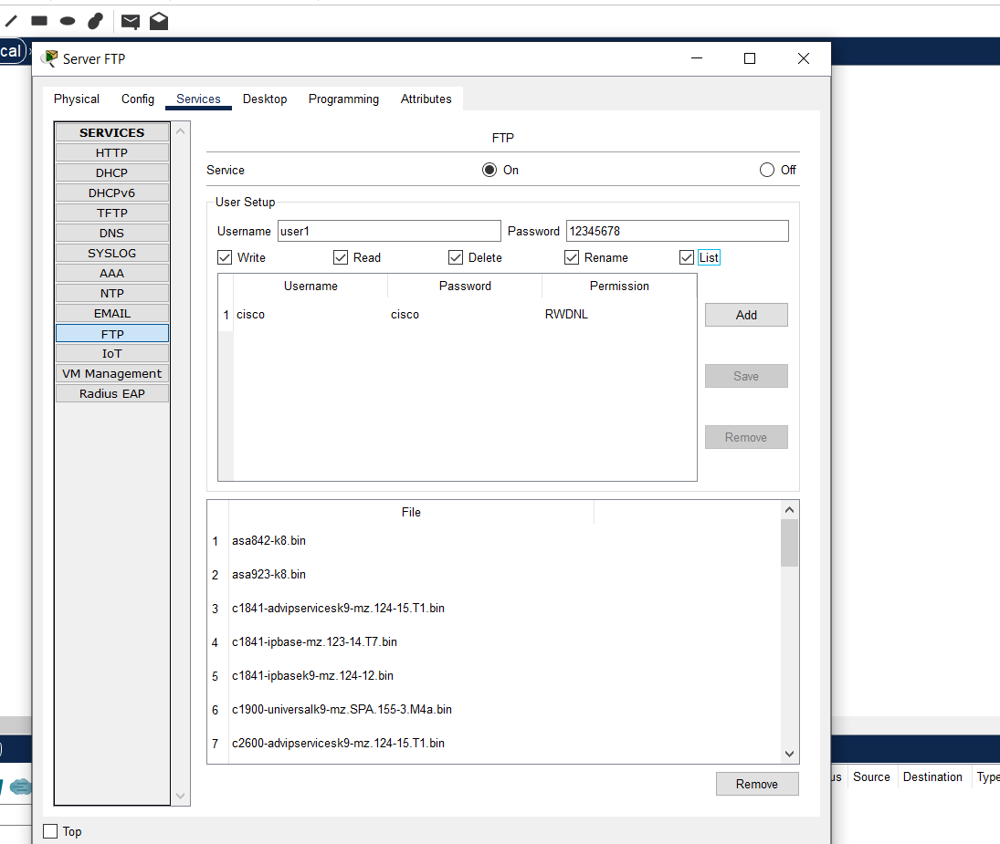 cal
Server FTP
Physical Config Services Desktop Programming Attributes
SERVICES
HTTP
DHCP
DHCPv6
TFTP
DNS
SYSLOG
AAA
NTP
EMAIL
FTP
IoT
VM Management
Radius EAP
FTP
Service On Off
User Setup
Username user1 Password 12345678
Write Read Delete Rename List
Username Password Permission
1 cisco cisco RWDNL
Add
Save
Remove
File
1 asa842-k8.bin
2 asa923-k8.bin
3 c1841-advipservicesk9-mz.124-15.T1.bin
4 c1841-ipbase-mz.123-14.T7.bin
5 c1841-ipbasek9-mz.124-12.bin
6 c1900-universalk9-mz.SPA.155-3.M4a.bin
7 c2600-advipservicesk9-mz.124-15.T1.bin
Remove
us Source Destination Type
Top